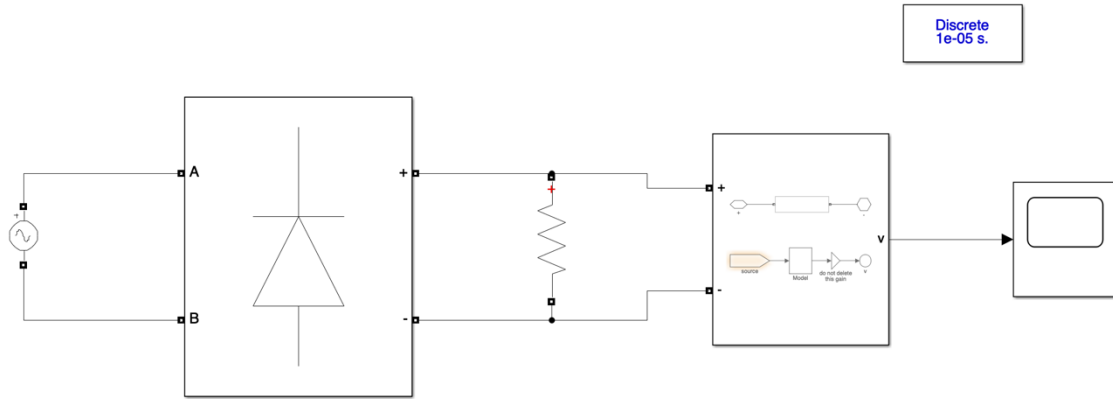 Discrete
1e-05 s.
A
+
+
+
+
-
v
source
Model
do not delete
this gain
v
-
B
-